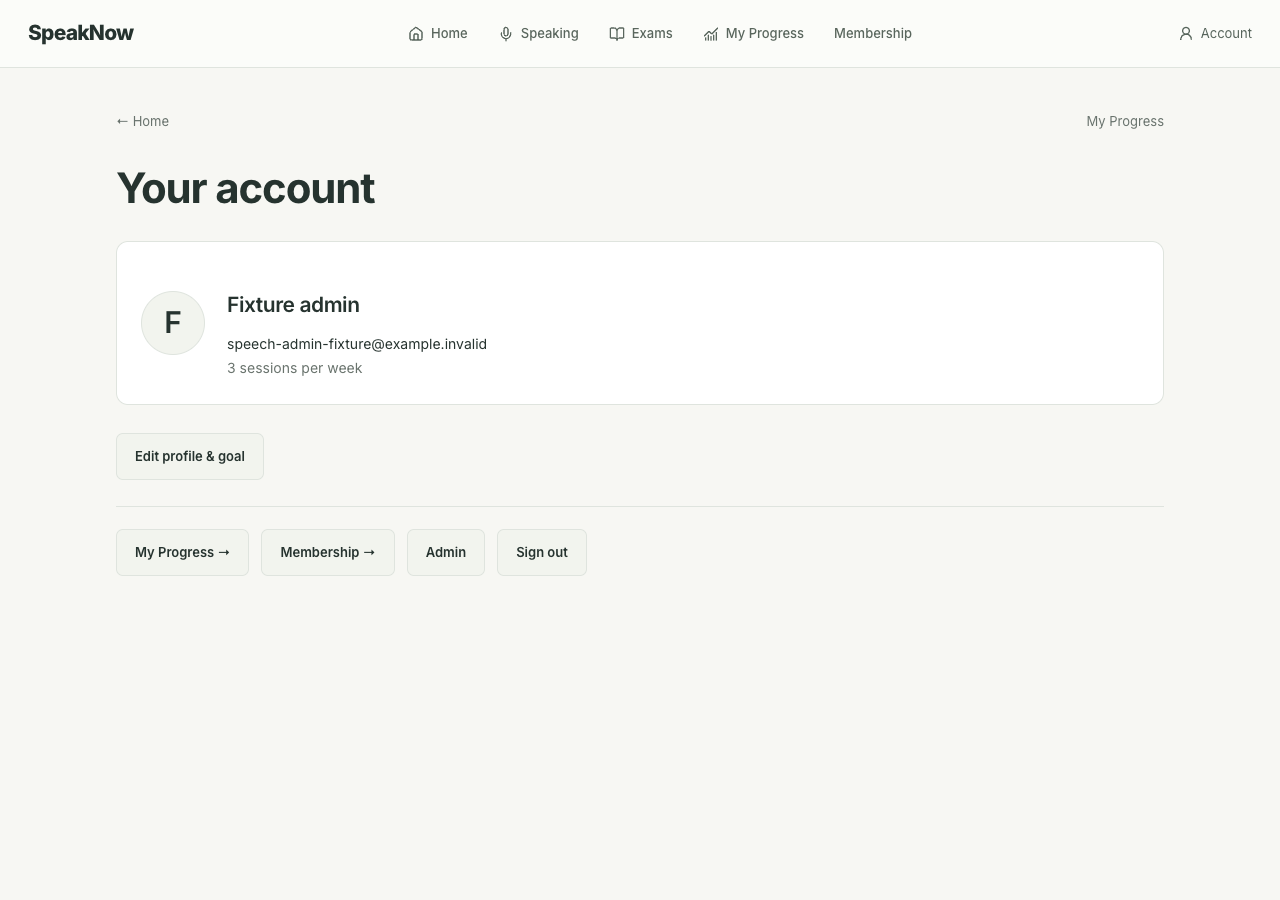 SpeakNow
Home
Speaking
Exams
My Progress
Membership
Account
← Home
My Progress
Your account
F
Fixture admin
speech-admin-fixture@example.invalid
3 sessions per week
Edit profile & goal
My Progress →
Membership →
Admin
Sign out